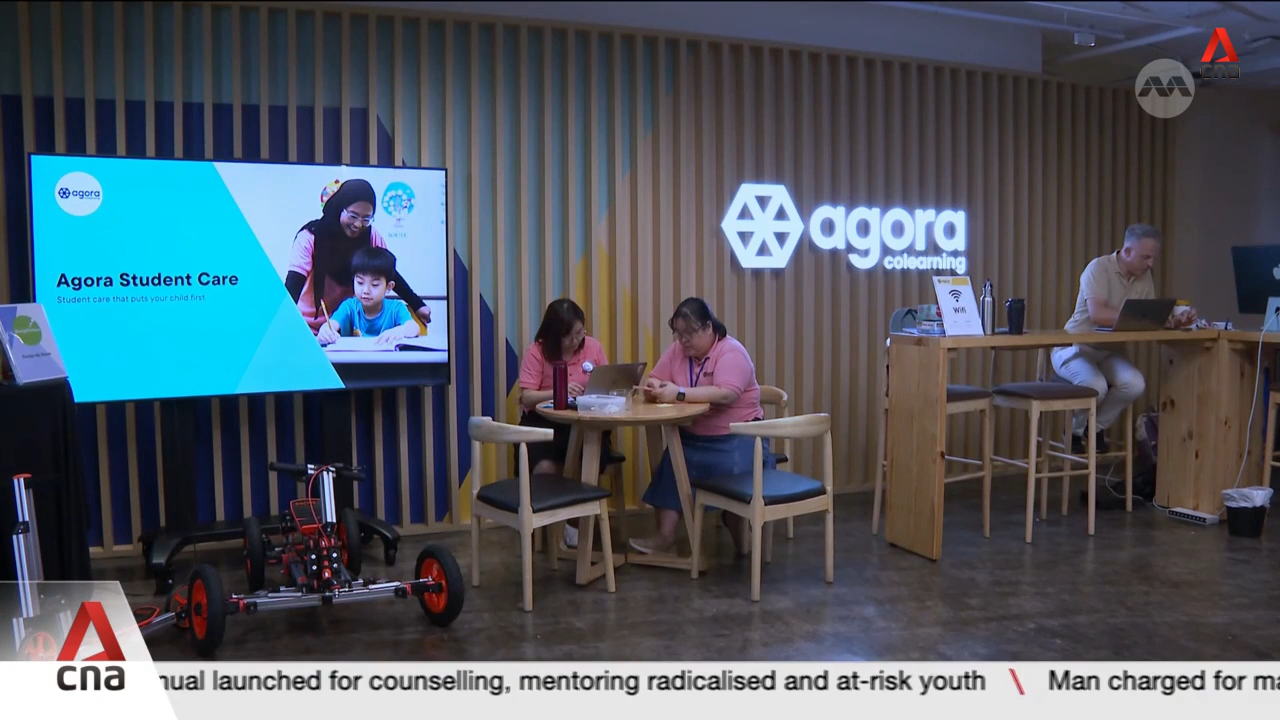 cna
agora
Agora Student Care
Student care that puts your child first
agora
colearning
Wifi
cna
nual launched for counselling, mentoring radicalised and at-risk youth \ Man charged for ma